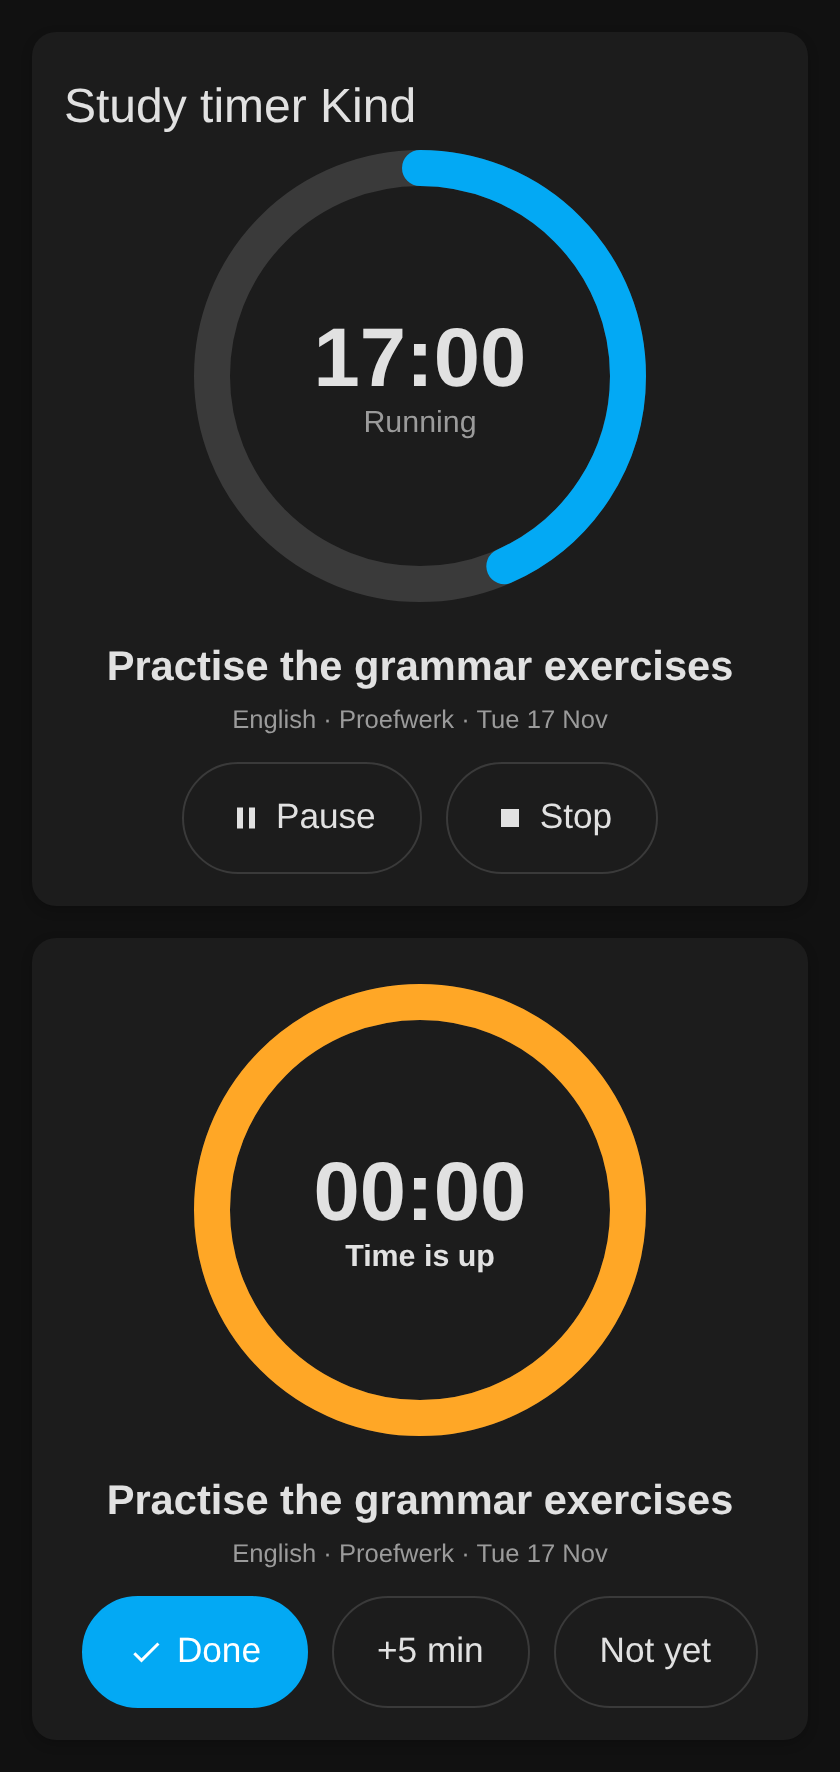 Study timer Kind
17:00
Running
Practise the grammar exercises
English · Proefwerk · Tue 17 Nov
Pause Stop
00:00
Time is up
Practise the grammar exercises
English · Proefwerk · Tue 17 Nov
Done +5 min Not yet